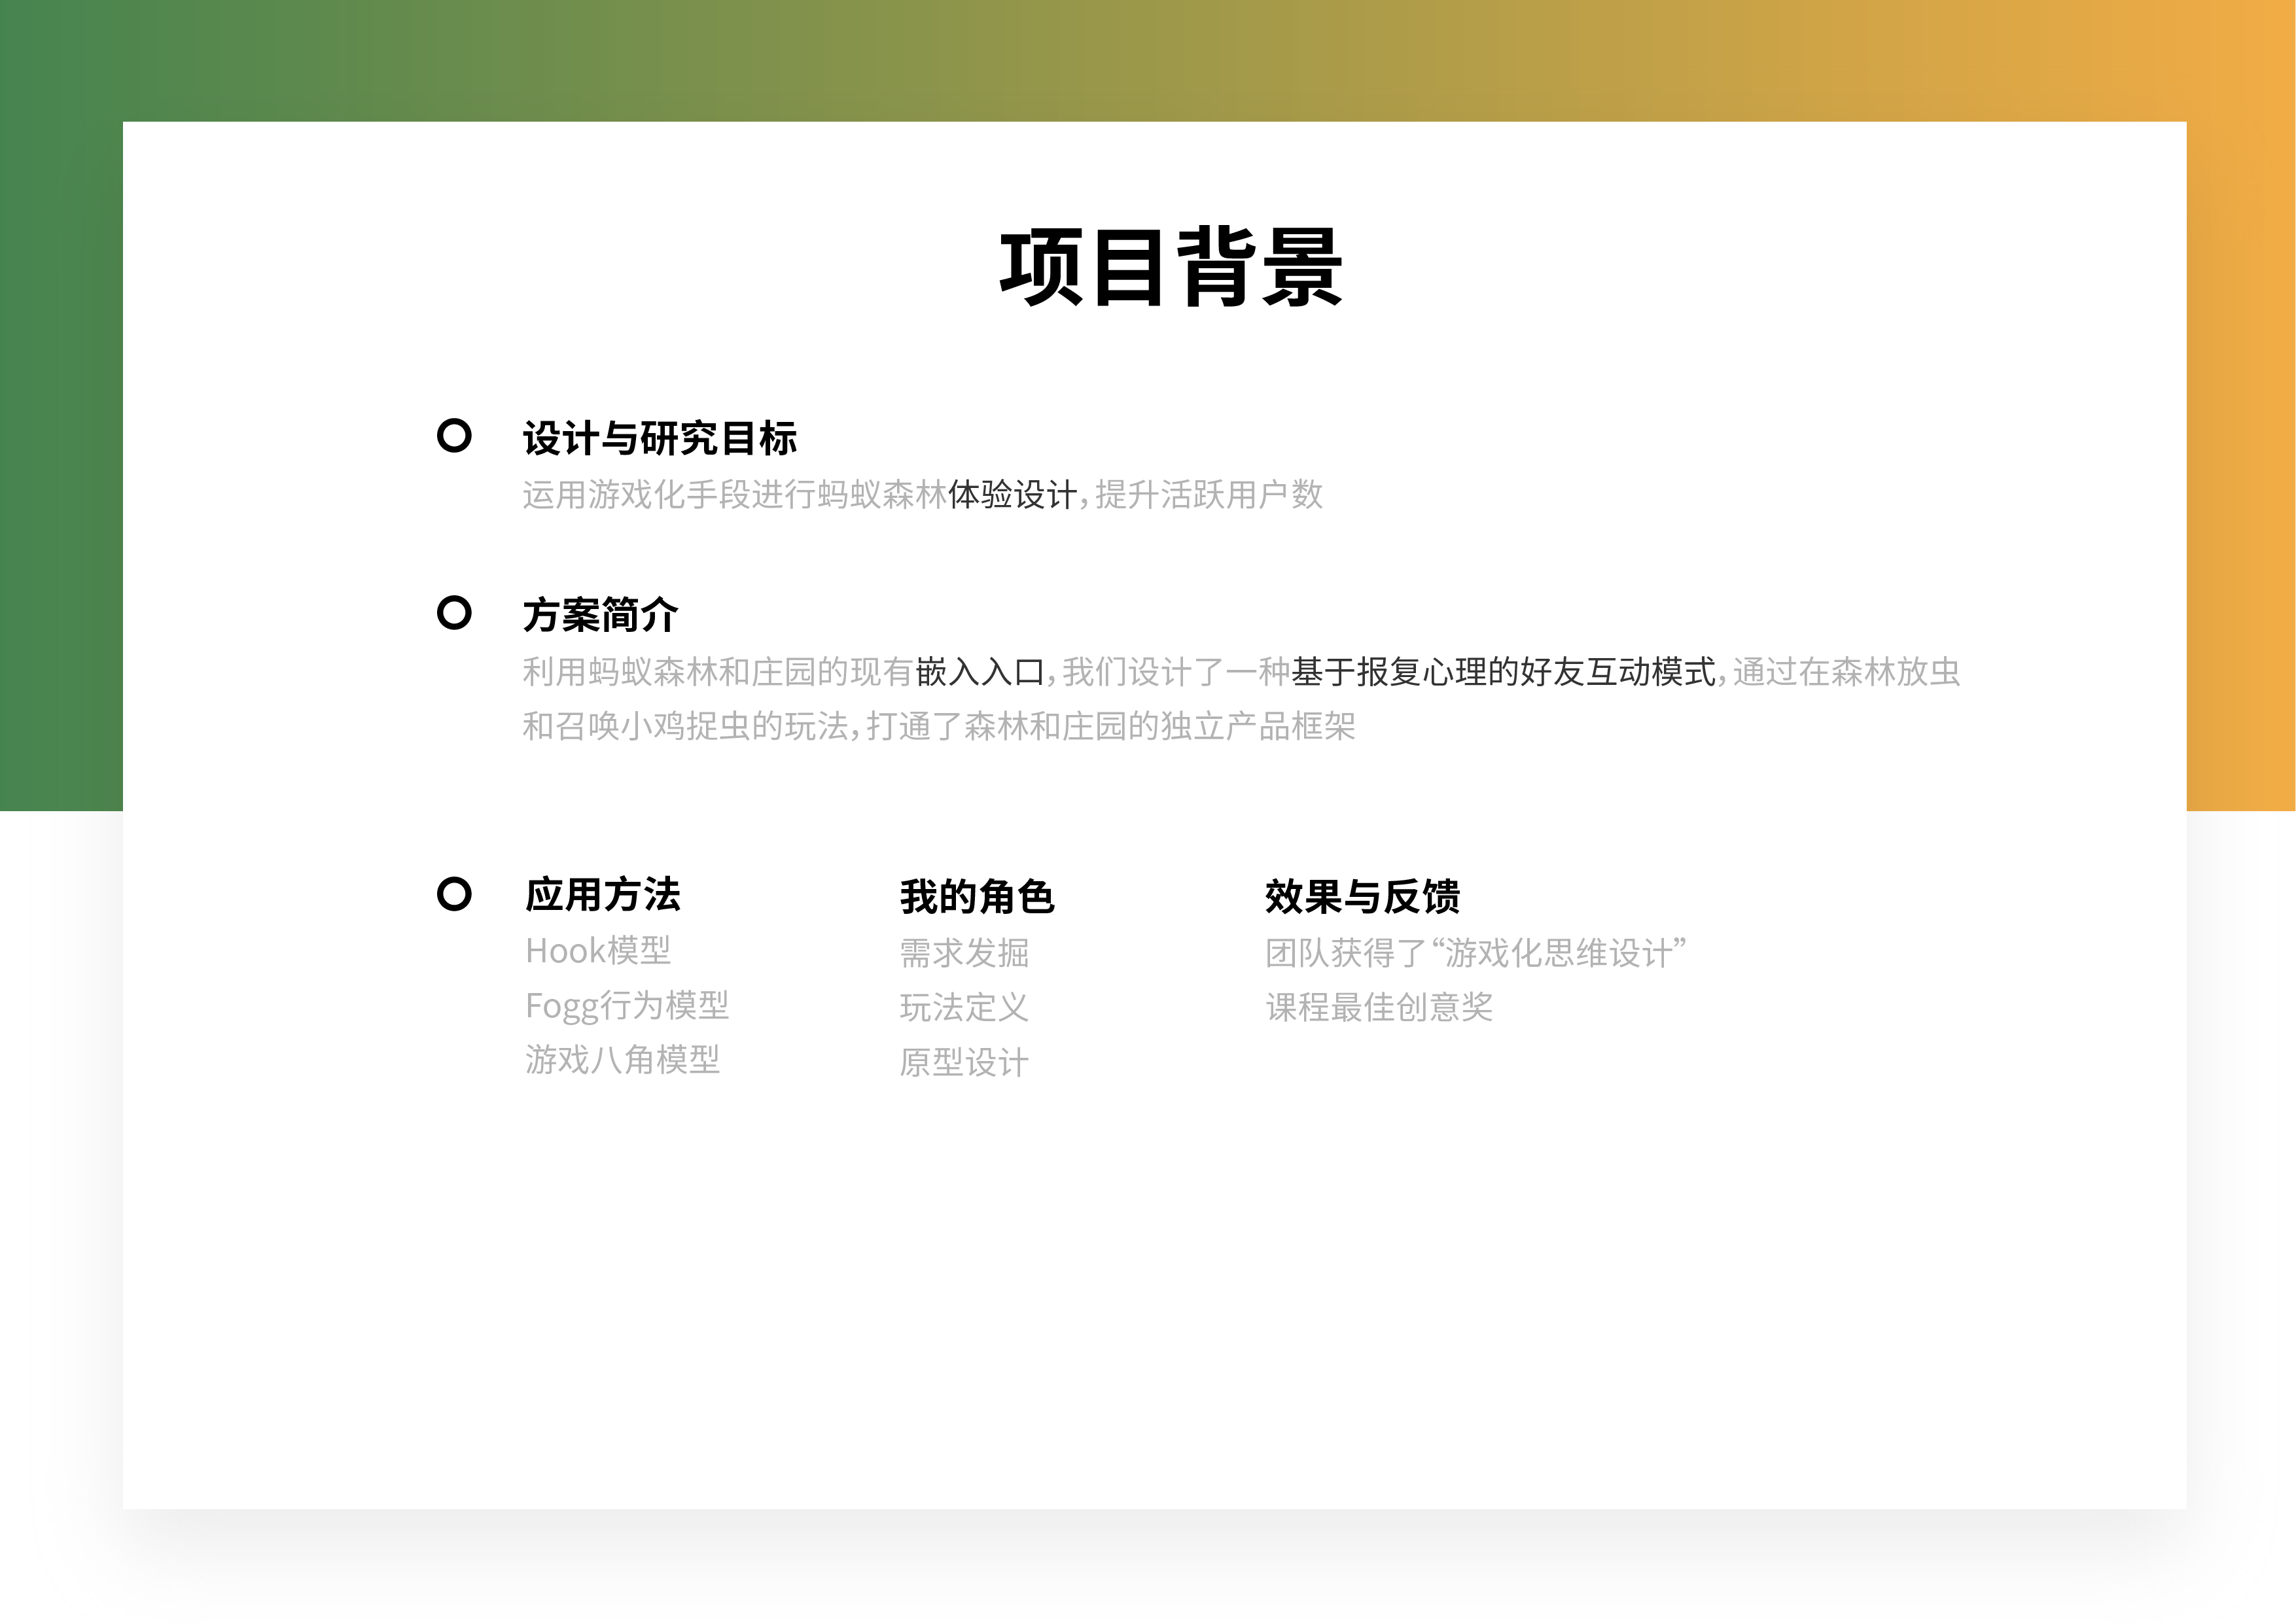 项目背景
设计与研究目标
运用游戏化手段进行蚂蚁森林体验设计，提升活跃用户数
方案简介
利用蚂蚁森林和庄园的现有嵌入入口，我们设计了一种基于报复心理的好友互动模式，通过在森林放虫
和召唤小鸡捉虫的玩法，打通了森林和庄园的独立产品框架
应用方法
Hook模型
Fogg行为模型
游戏八角模型
我的角色
需求发掘
玩法定义
原型设计
效果与反馈
团队获得了“游戏化思维设计”
课程最佳创意奖